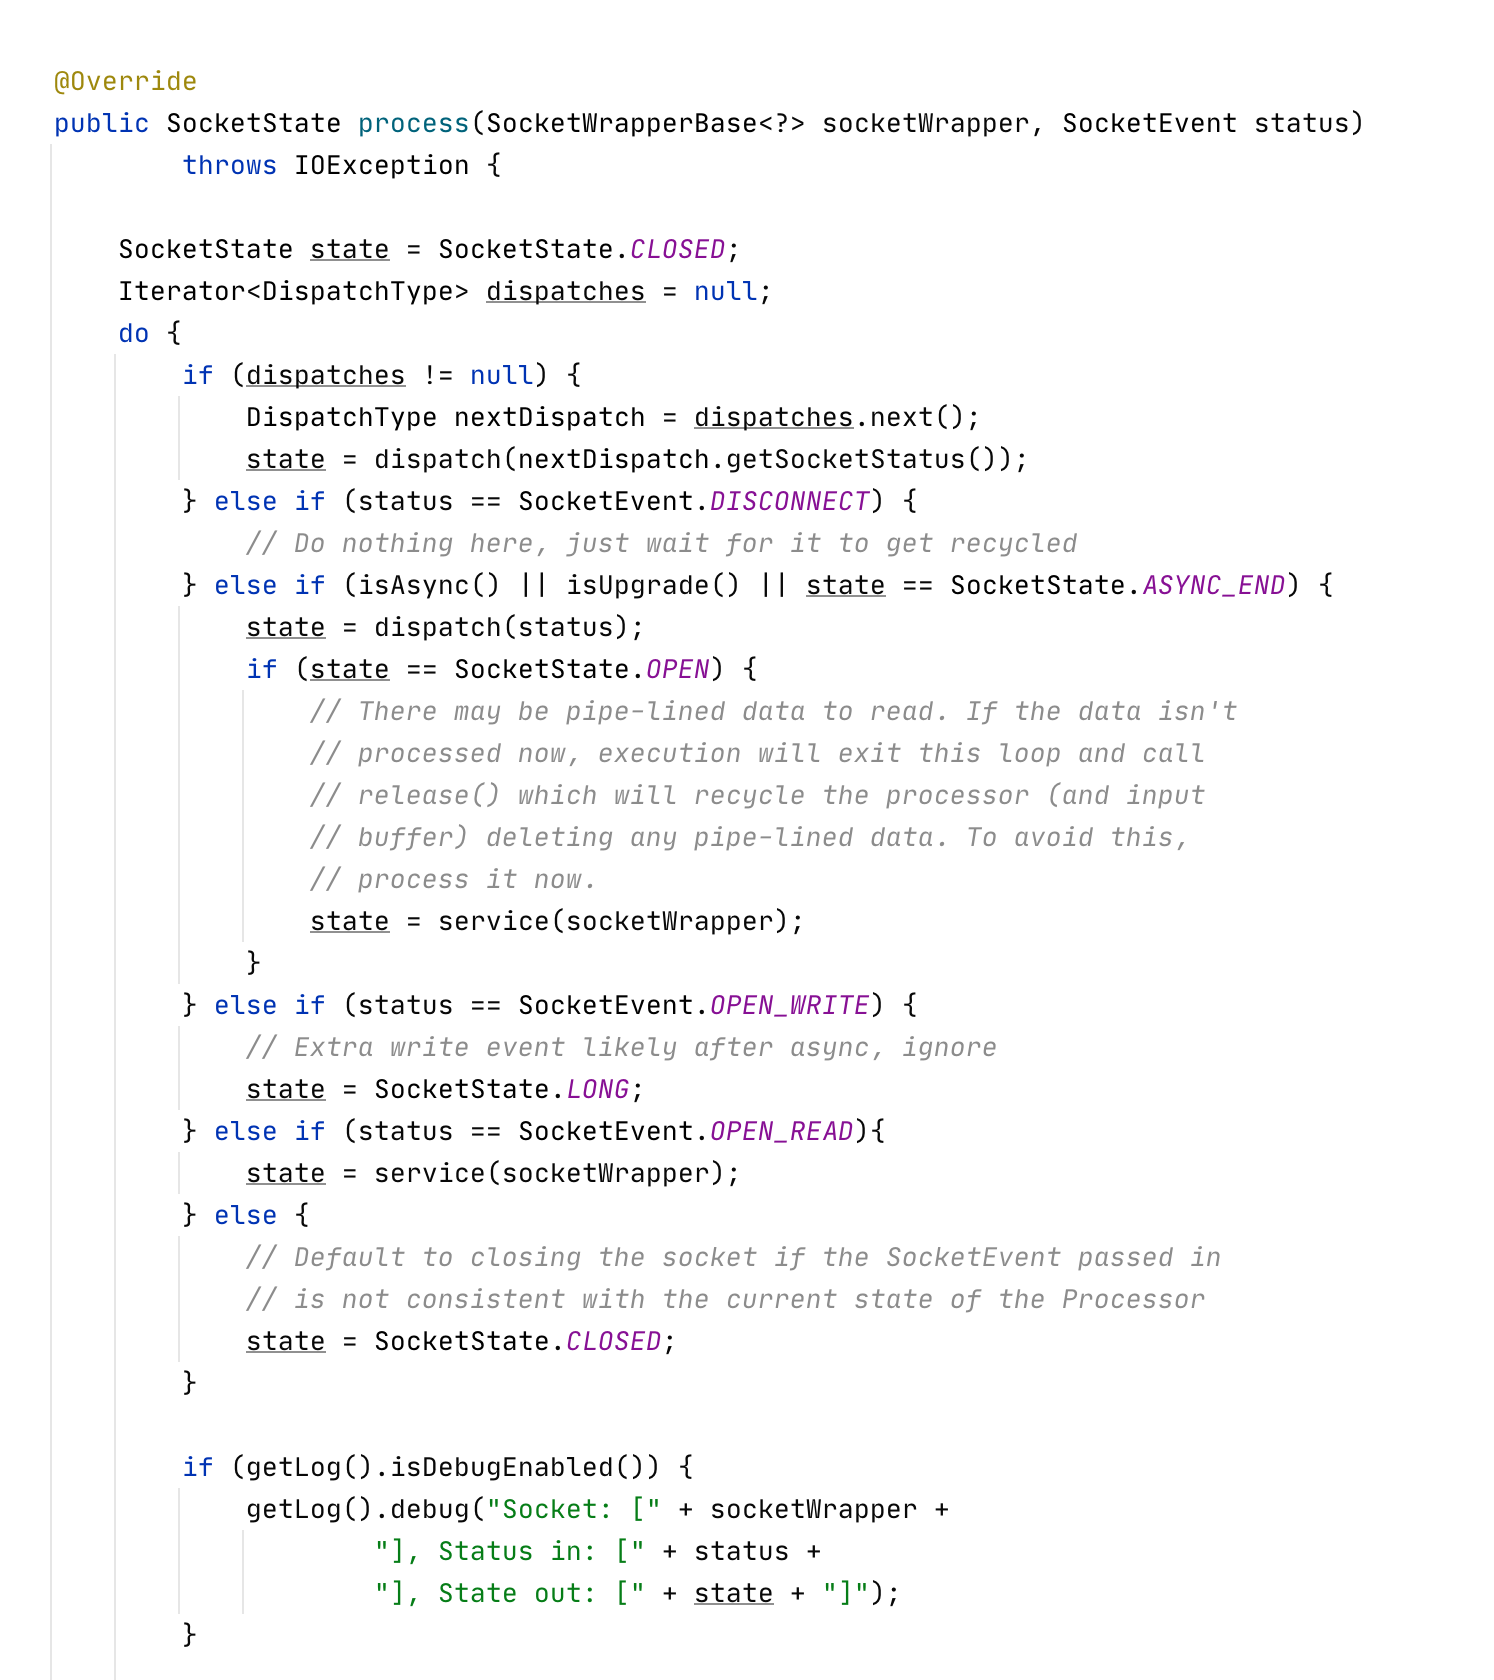 @Override
public SocketState process(SocketWrapperBase<?> socketWrapper, SocketEvent status)
        throws IOException {

    SocketState state = SocketState.CLOSED;
    Iterator<DispatchType> dispatches = null;
    do {
        if (dispatches != null) {
            DispatchType nextDispatch = dispatches.next();
            state = dispatch(nextDispatch.getSocketStatus());
        } else if (status == SocketEvent.DISCONNECT) {
            // Do nothing here, just wait for it to get recycled
        } else if (isAsync() || isUpgrade() || state == SocketState.ASYNC_END) {
            state = dispatch(status);
            if (state == SocketState.OPEN) {
                // There may be pipe-lined data to read. If the data isn't
                // processed now, execution will exit this loop and call
                // release() which will recycle the processor (and input
                // buffer) deleting any pipe-lined data. To avoid this,
                // process it now.
                state = service(socketWrapper);
            }
        } else if (status == SocketEvent.OPEN_WRITE) {
            // Extra write event likely after async, ignore
            state = SocketState.LONG;
        } else if (status == SocketEvent.OPEN_READ){
            state = service(socketWrapper);
        } else {
            // Default to closing the socket if the SocketEvent passed in
            // is not consistent with the current state of the Processor
            state = SocketState.CLOSED;
        }

        if (getLog().isDebugEnabled()) {
            getLog().debug("Socket: [" + socketWrapper +
                    "], Status in: [" + status +
                    "], State out: [" + state + "]");
        }